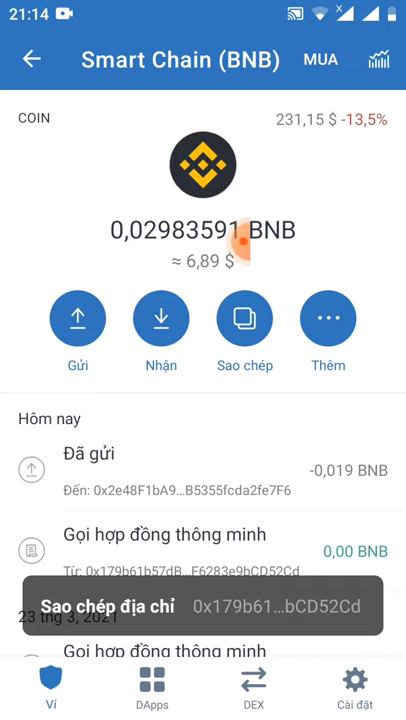 21:14
Smart Chain (BNB)
MUA
COIN
231,15 $ -13,5%
0,02983591 BNB
≈ 6,89 $
Gửi
Nhận
Sao chép
Thêm
Hôm nay
Đã gửi
-0,019 BNB
Đến: 0x2e48F1bA9...B5355fcda2fe7F6
Gọi hợp đồng thông minh
0,00 BNB
Từ: 0x179b61b57dB...F6283e9bCD52Cd
Sao chép địa chỉ 0x179b61...bCD52Cd
23 thg 3, 2021
Gọi hợp đồng thông minh
Ví
DApps
DEX
Cài đặt